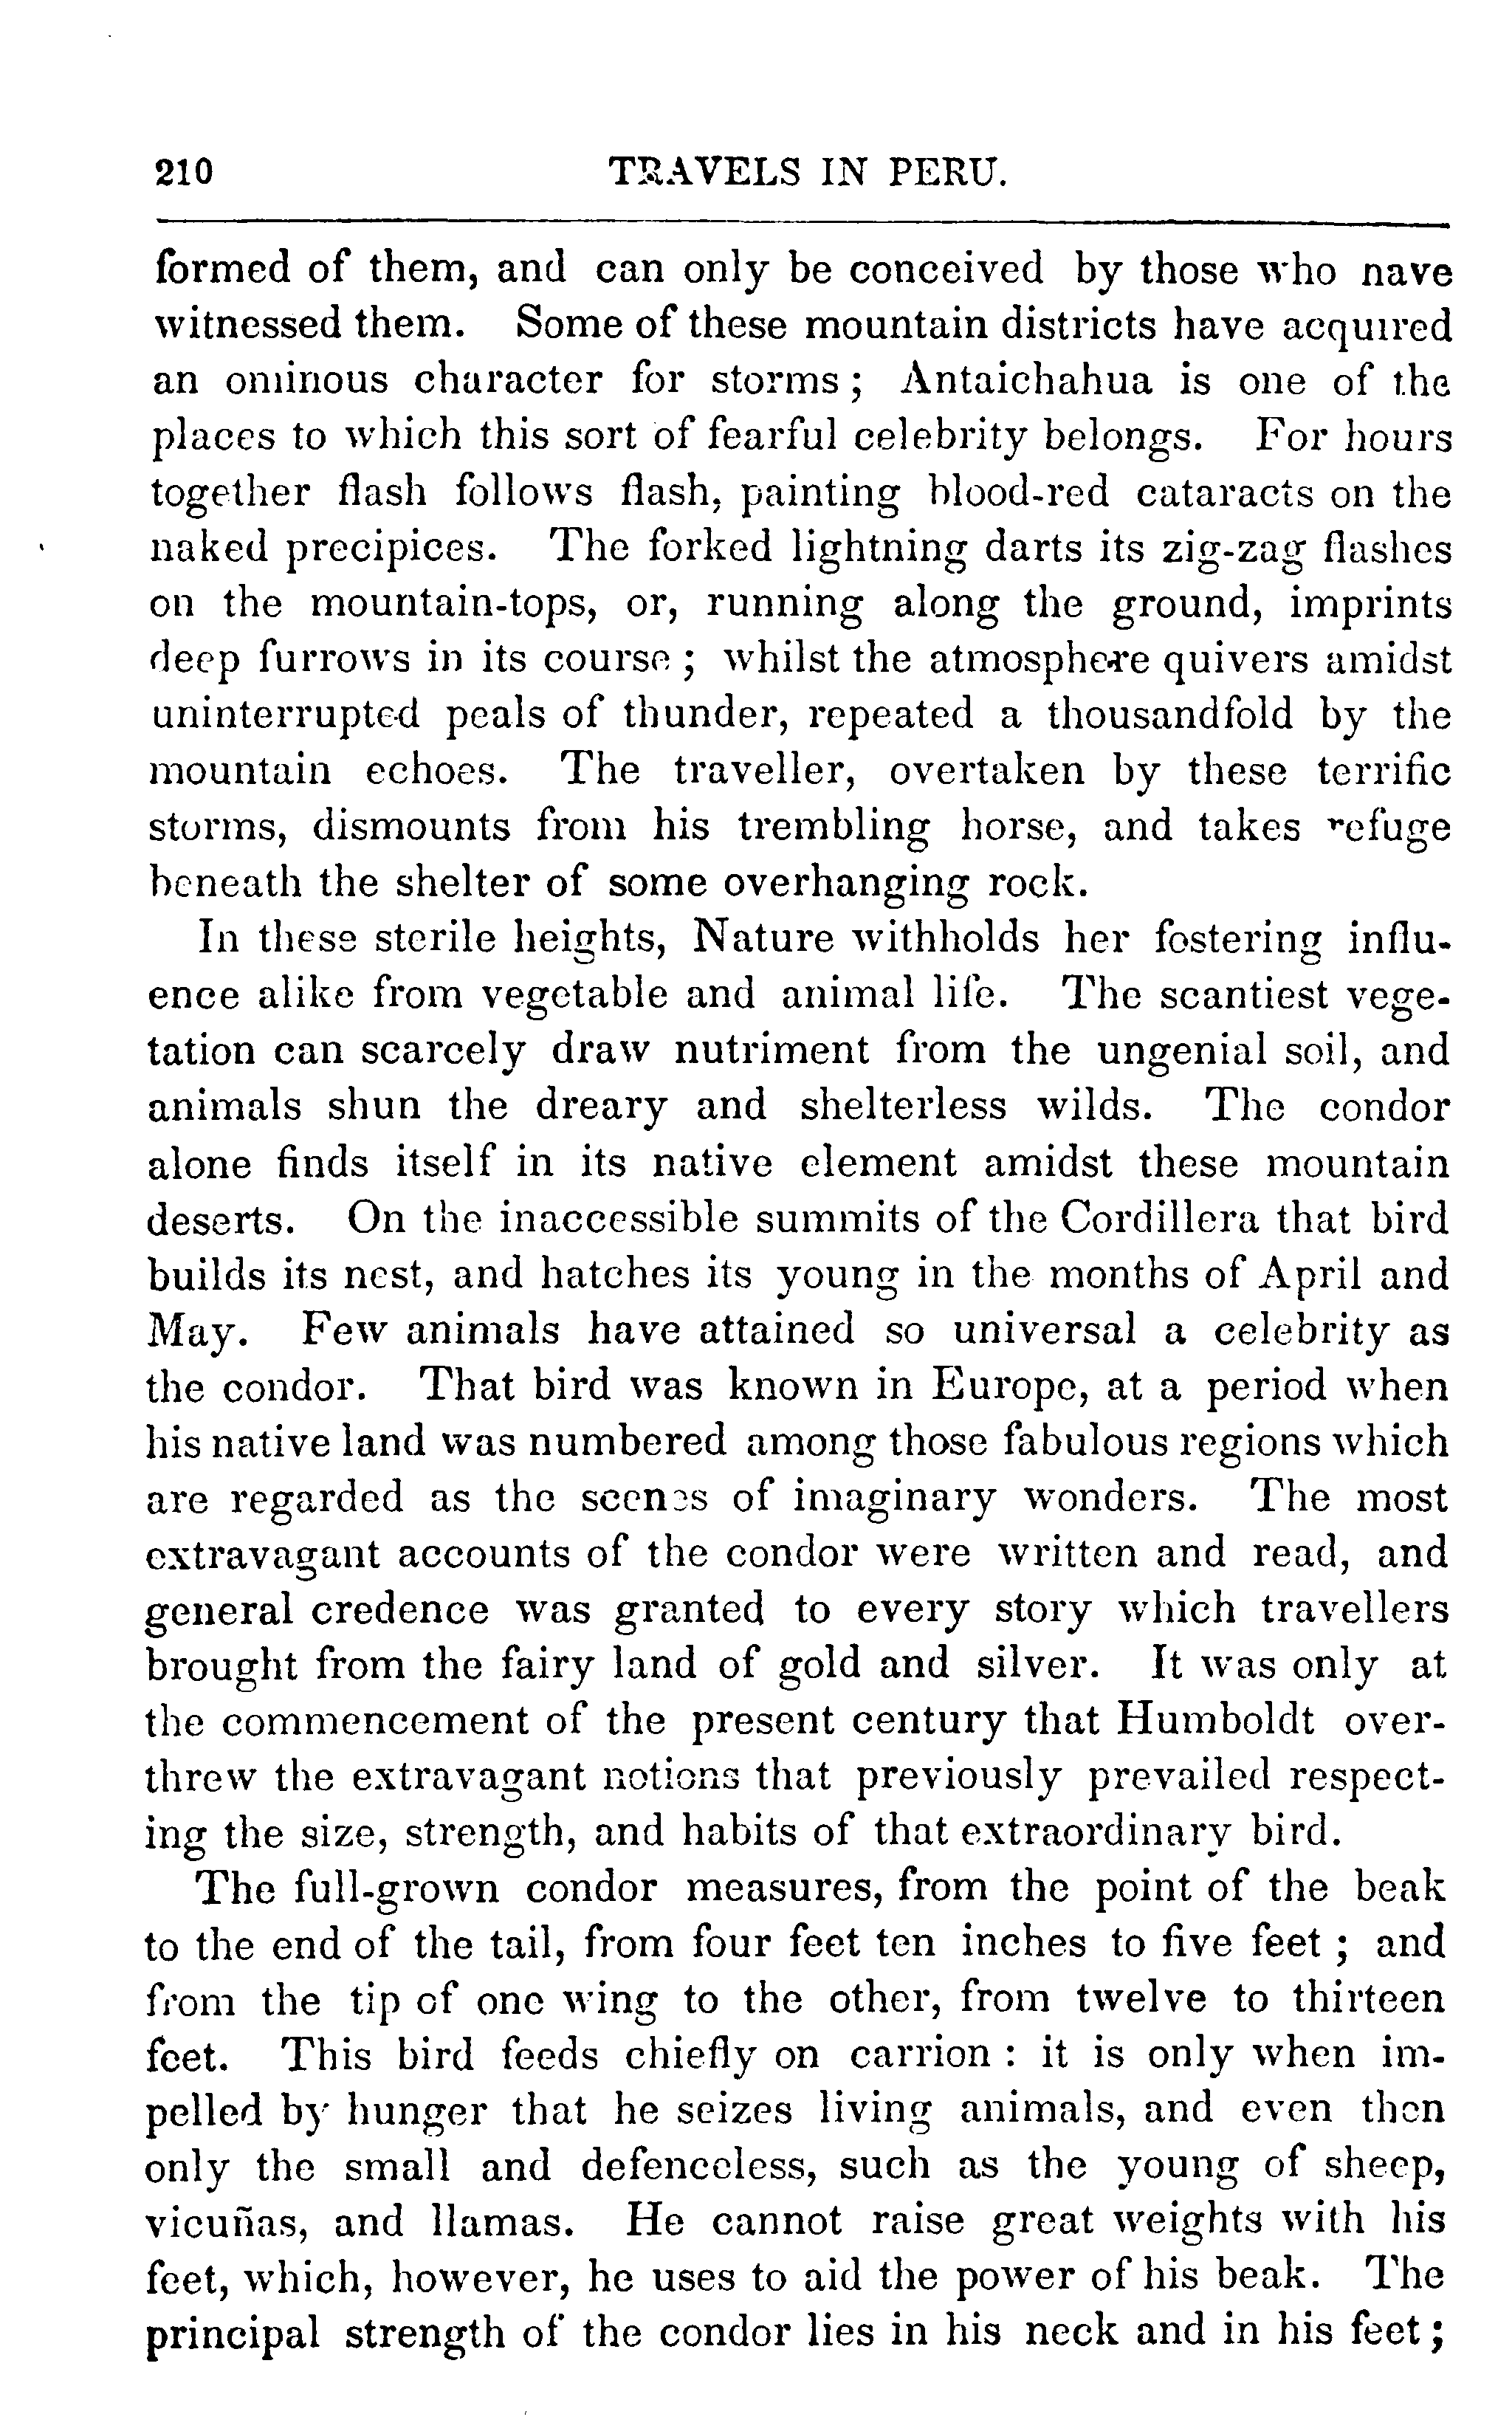 210 TRAVELS IN PERU.
formed of them, and can only be conceived by those who have
witnessed them. Some of these mountain districts have acquired
an ominous character for storms; Antaichahua is one of the
places to which this sort of fearful celebrity belongs. For hours
together flash follows flash, painting blood-red cataracts on the
naked precipices. The forked lightning darts its zig-zag flashes
on the mountain-tops, or, running along the ground, imprints
deep furrows in its course; whilst the atmosphere quivers amidst
uninterrupted peals of thunder, repeated a thousandfold by the
mountain echoes. The traveller, overtaken by these terrific
storms, dismounts from his trembling horse, and takes refuge
beneath the shelter of some overhanging rock.
In these sterile heights, Nature withholds her fostering influ-
ence alike from vegetable and animal life. The scantiest vege-
tation can scarcely draw nutriment from the ungenial soil, and
animals shun the dreary and shelterless wilds. The condor
alone finds itself in its native element amidst these mountain
deserts. On the inaccessible summits of the Cordillera that bird
builds its nest, and hatches its young in the months of April and
May. Few animals have attained so universal a celebrity as
the condor. That bird was known in Europe, at a period when
his native land was numbered among those fabulous regions which
are regarded as the scenes of imaginary wonders. The most
extravagant accounts of the condor were written and read, and
general credence was granted to every story which travellers
brought from the fairy land of gold and silver. It was only at
the commencement of the present century that Humboldt over-
threw the extravagant notions that previously prevailed respect-
ing the size, strength, and habits of that extraordinary bird.
The full-grown condor measures, from the point of the beak
to the end of the tail, from four feet ten inches to five feet; and
from the tip of one wing to the other, from twelve to thirteen
feet. This bird feeds chiefly on carrion: it is only when im-
pelled by hunger that he seizes living animals, and even then
only the small and defenceless, such as the young of sheep,
vicuñas, and llamas. He cannot raise great weights with his
feet, which, however, he uses to aid the power of his beak. The
principal strength of the condor lies in his neck and in his feet;